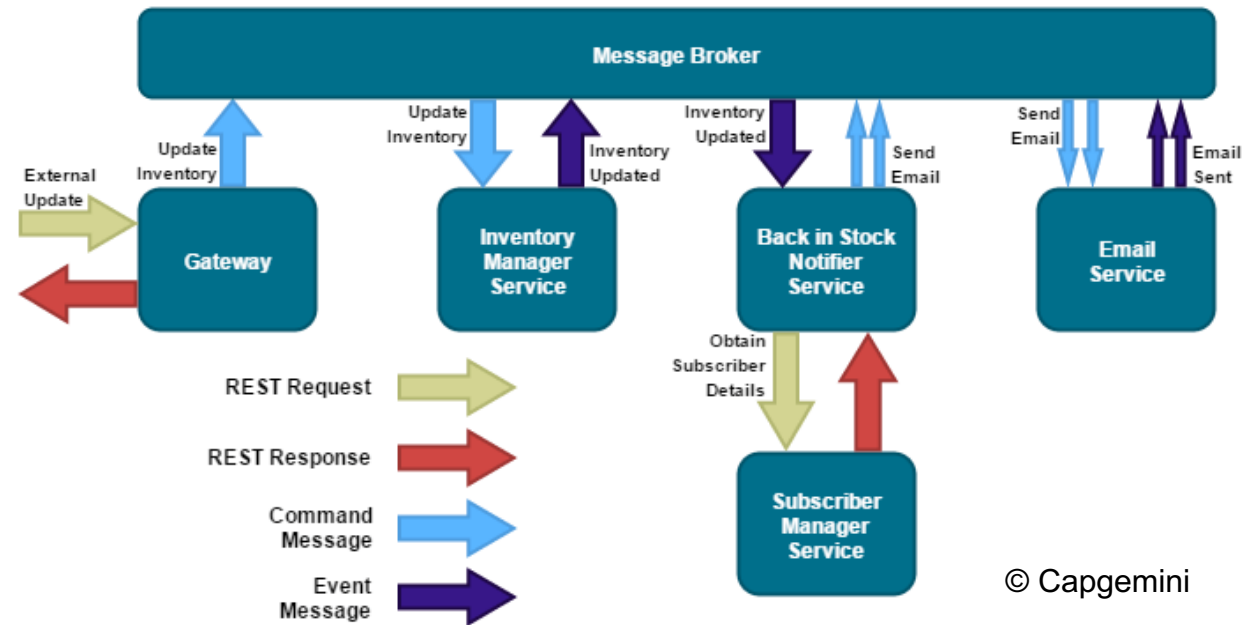 Message Broker
Update
Inventory
Update
Inventory
Inventory
Updated
Inventory
Updated
Send
Email
Send
Email
Email
Sent
External
Update
Gateway
Inventory
Manager
Service
Back in Stock
Notifier
Service
Email
Service
Obtain
Subscriber
Details
REST Request
REST Response
Command
Message
Event
Message
Subscriber
Manager
Service
© Capgemini